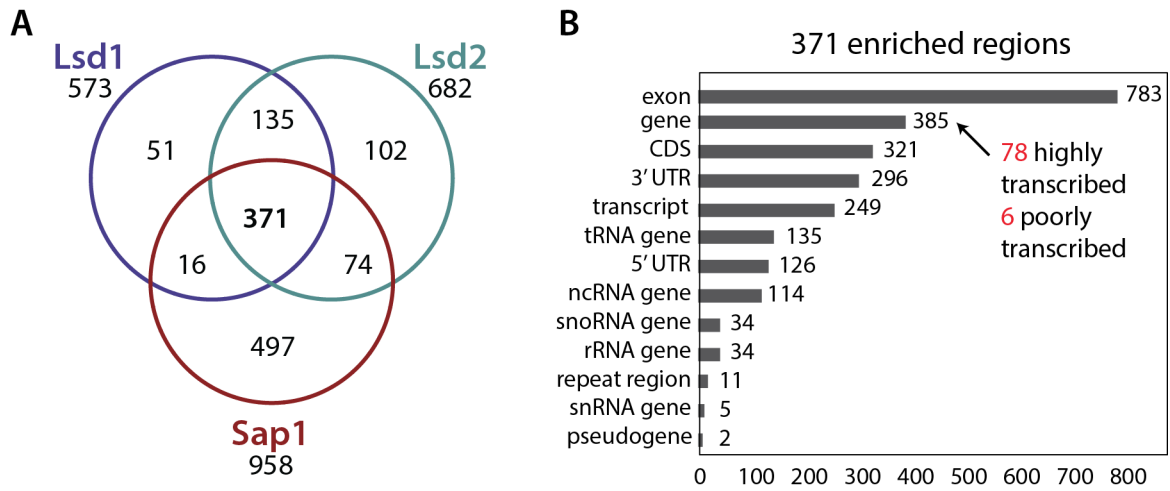 A
Lsd1
573
Lsd2
682
135
51
102
371
16
74
497
Sap1
958
B
371 enriched regions
exon 783
gene 385
CDS 321
3’ UTR 296
transcript 249
tRNA gene 135
5’ UTR 126
ncRNA gene 114
snoRNA gene 34
rRNA gene 34
repeat region 11
snRNA gene 5
pseudogene 2
78 highly
transcribed
6 poorly
transcribed
0 100 200 300 400 500 600 700 800